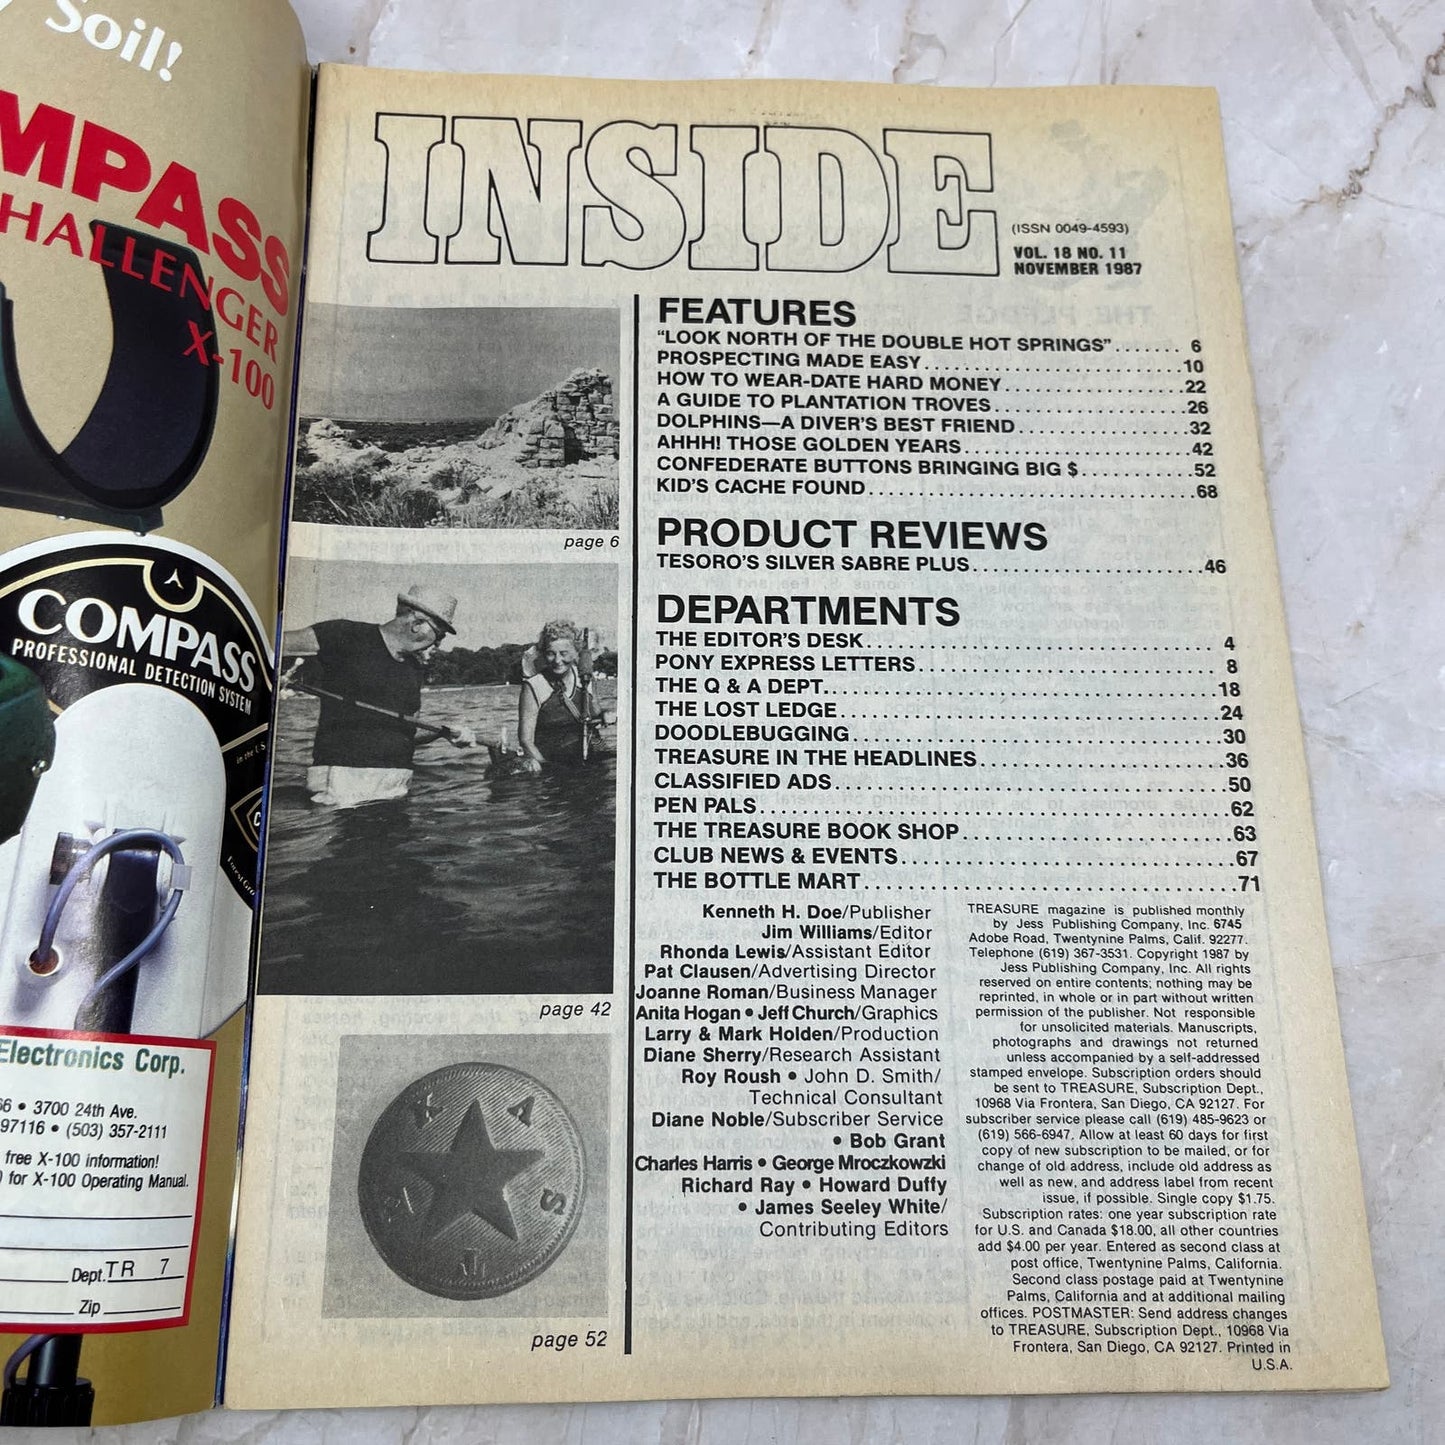 Soil!
COMPASS
CHALLENGER
X-100
COMPASS
PROFESSIONAL DETECTION SYSTEM
in the U.S
Electronics Corp.
66 • 3700 24th Ave.
97116 • (503) 357-2111
free X-100 information!
) for X-100 Operating Manual.
Dept. TR 7
Zip
INSIDE
(ISSN 0049-4593)
VOL. 18 NO. 11
NOVEMBER 1987
FEATURES
“LOOK NORTH OF THE DOUBLE HOT SPRINGS”....... 6
PROSPECTING MADE EASY..........................10
HOW TO WEAR-DATE HARD MONEY..................22
A GUIDE TO PLANTATION TROVES...................26
DOLPHINS—A DIVER'S BEST FRIEND.................32
AHHH! THOSE GOLDEN YEARS......................42
CONFEDERATE BUTTONS BRINGING BIG $...........52
KID'S CACHE FOUND................................68
PRODUCT REVIEWS
TESORO'S SILVER SABRE PLUS......................46
DEPARTMENTS
THE EDITOR'S DESK................................. 4
PONY EXPRESS LETTERS............................ 8
THE Q & A DEPT....................................18
THE LOST LEDGE...................................24
DOODLEBUGGING..................................30
TREASURE IN THE HEADLINES.......................36
CLASSIFIED ADS....................................50
PEN PALS...........................................62
THE TREASURE BOOK SHOP.........................63
CLUB NEWS & EVENTS..............................67
THE BOTTLE MART..................................71
page 6
page 42
page 52
Kenneth H. Doe/Publisher
Jim Williams/Editor
Rhonda Lewis/Assistant Editor
Pat Clausen/Advertising Director
Joanne Roman/Business Manager
Anita Hogan • Jeff Church/Graphics
Larry & Mark Holden/Production
Diane Sherry/Research Assistant
Roy Roush • John D. Smith/
Technical Consultant
Diane Noble/Subscriber Service
• Bob Grant
Charles Harris • George Mroczkowzki
Richard Ray • Howard Duffy
• James Seeley White/
Contributing Editors
TREASURE magazine is published monthly
by Jess Publishing Company, Inc. 6745
Adobe Road, Twentynine Palms, Calif. 92277.
Telephone (619) 367-3531. Copyright 1987 by
Jess Publishing Company, Inc. All rights
reserved on entire contents; nothing may be
reprinted, in whole or in part without written
permission of the publisher. Not responsible
for unsolicited materials. Manuscripts,
photographs and drawings not returned
unless accompanied by a self-addressed
stamped envelope. Subscription orders should
be sent to TREASURE, Subscription Dept.,
10968 Via Frontera, San Diego, CA 92127. For
subscriber service please call (619) 485-9623 or
(619) 566-6947. Allow at least 60 days for first
copy of new subscription to be mailed, or for
change of old address, include old address as
well as new, and address label from recent
issue, if possible. Single copy $1.75.
Subscription rates: one year subscription rate
for U.S. and Canada $18.00, all other countries
add $4.00 per year. Entered as second class at
post office, Twentynine Palms, California.
Second class postage paid at Twentynine
Palms, California and at additional mailing
offices. POSTMASTER: Send address changes
to TREASURE, Subscription Dept., 10968 Via
Frontera, San Diego, CA 92127. Printed in
U.S.A.